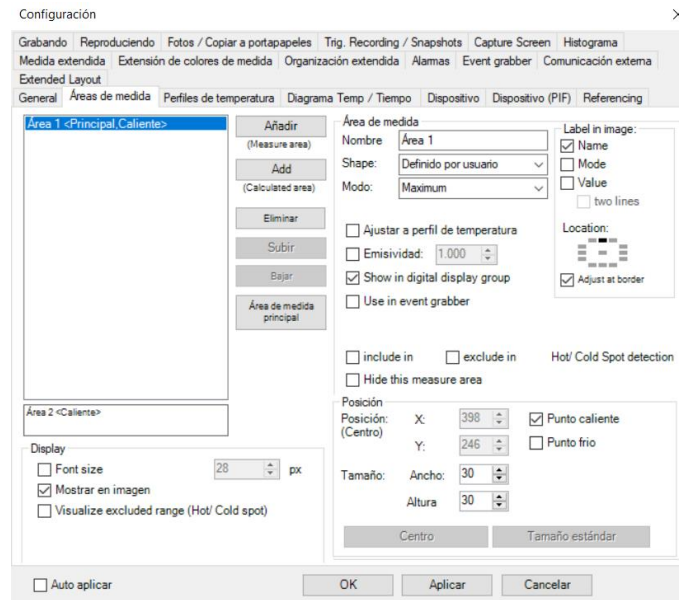 Configuración
Grabando Reproduciendo Fotos / Copiar a portapapeles Trig. Recording / Snapshots Capture Screen Histograma
Medida extendida Extensión de colores de medida Organización extendida Alarmas Event grabber Comunicación externa
Extended Layout
General Áreas de medida Perfiles de temperatura Diagrama Temp / Tiempo Dispositivo Dispositivo (PIF) Referencing
Área 1 <Principal,Caliente>
Añadir
(Measure area)
Add
(Calculated area)
Eliminar
Subir
Bajar
Área de medida
principal
Área 2 <Caliente>
Display
Font size 28 px
Mostrar en imagen
Visualize excluded range (Hot/ Cold spot)
Área de medida
Nombre Área 1
Shape: Definido por usuario
Modo: Maximum
Label in image:
Name
Mode
Value
two lines
Location:
Adjust at border
Ajustar a perfil de temperatura
Emisividad: 1.000
Show in digital display group
Use in event grabber
include in exclude in Hot/ Cold Spot detection
Hide this measure area
Posición
Posición: X: 398 Punto caliente
(Centro)
Y: 246 Punto frio
Tamaño: Ancho: 30
Altura 30
Centro Tamaño estándar
Auto aplicar OK Aplicar Cancelar